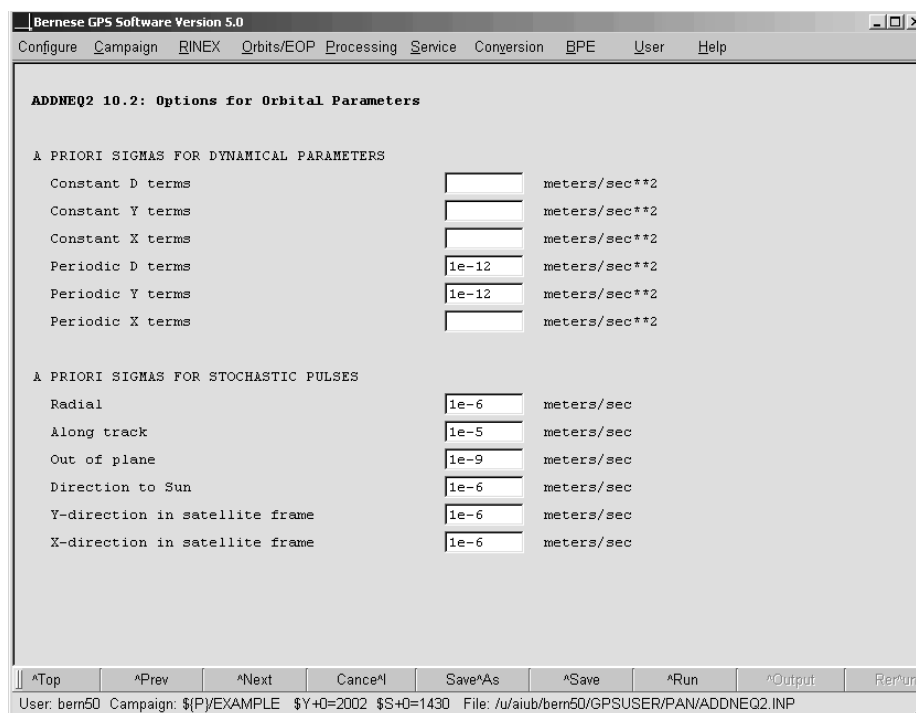 Bernese GPS Software Version 5.0
Configure Campaign RINEX Orbits/EOP Processing Service Conversion BPE User Help
ADDNEQ2 10.2: Options for Orbital Parameters
A PRIORI SIGMAS FOR DYNAMICAL PARAMETERS
Constant D terms meters/sec**2
Constant Y terms meters/sec**2
Constant X terms meters/sec**2
Periodic D terms 1e-12 meters/sec**2
Periodic Y terms 1e-12 meters/sec**2
Periodic X terms meters/sec**2
A PRIORI SIGMAS FOR STOCHASTIC PULSES
Radial 1e-6 meters/sec
Along track 1e-5 meters/sec
Out of plane 1e-9 meters/sec
Direction to Sun 1e-6 meters/sec
Y-direction in satellite frame 1e-6 meters/sec
X-direction in satellite frame 1e-6 meters/sec
^Top ^Prev ^Next Cance^l Save^As ^Save ^Run ^Output Rer^un
User: bern50 Campaign: ${P}/EXAMPLE $Y+0=2002 $S+0=1430 File: /u/aiub/bern50/GPSUSER/PAN/ADDNEQ2.INP